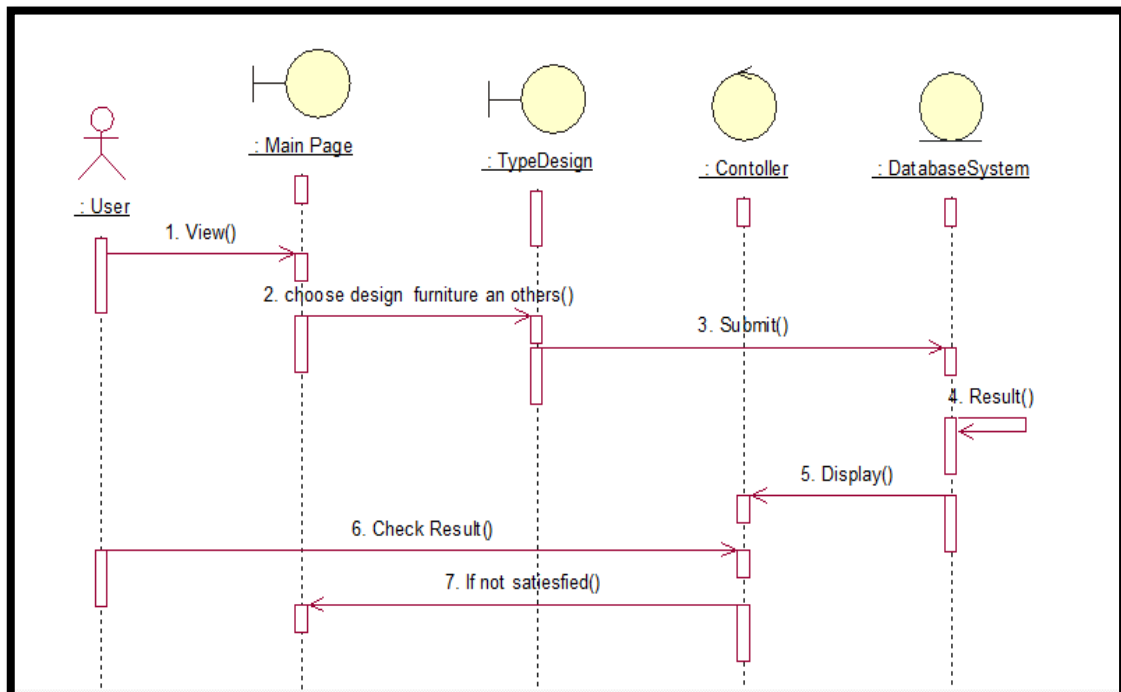 : Main Page
: TypeDesign
: Contoller
: DatabaseSystem
: User
1. View()
2. choose design furniture an others()
3. Submit()
4. Result()
5. Display()
6. Check Result()
7. If not satiesfied()